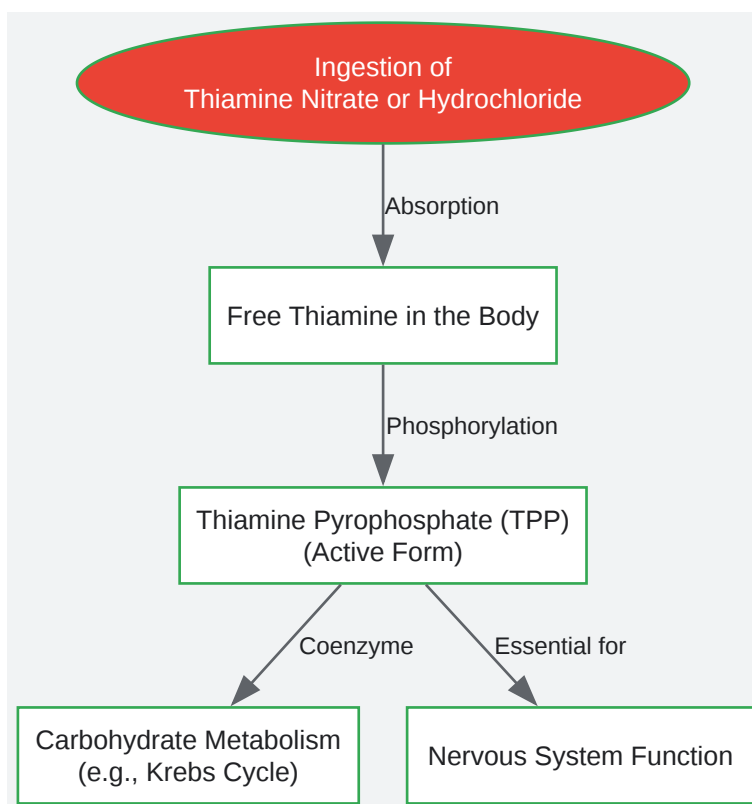 Ingestion of
Thiamine Nitrate or Hydrochloride
Absorption
Free Thiamine in the Body
Phosphorylation
Thiamine Pyrophosphate (TPP)
(Active Form)
Coenzyme
Essential for
Carbohydrate Metabolism
(e.g., Krebs Cycle)
Nervous System Function